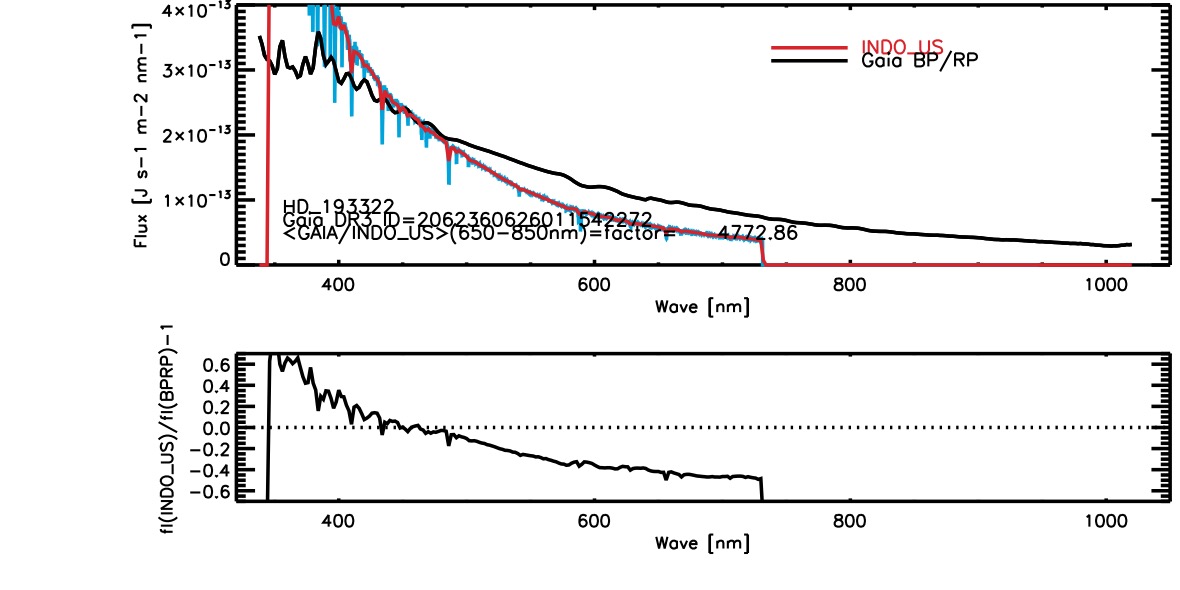 4×10−13
3×10−13
2×10−13
1×10−13
0
Flux [J s−1 m−2 nm−1]
INDO_US
Gaia BP/RP
HD_193322
Gaia DR3_ID=2062360626011542272
<GAIA/INDO_US>(650−850nm)=factor= 4772.86
400 600 800 1000
Wave [nm]
fl(INDO_US)/fl(BPRP)−1
0.6
0.4
0.2
0.0
−0.2
−0.4
−0.6
400 600 800 1000
Wave [nm]